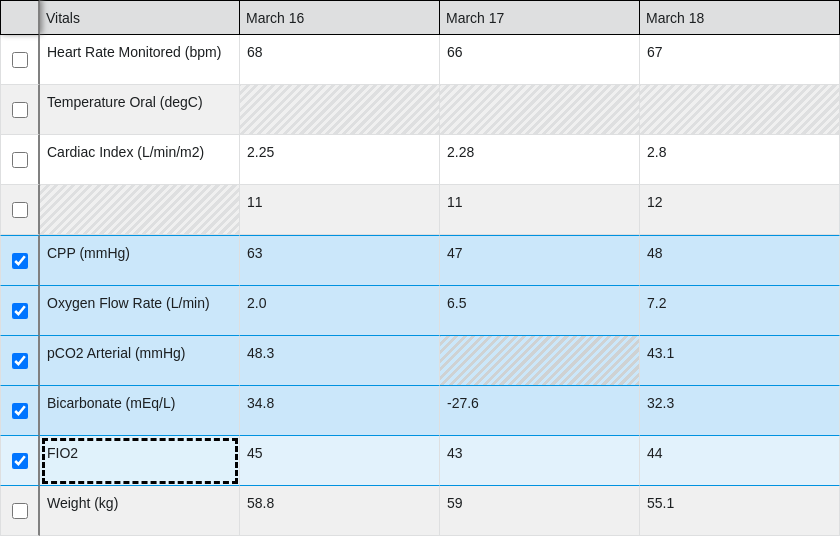 Vitals March 16 March 17 March 18
Heart Rate Monitored (bpm) 68 66 67
Temperature Oral (degC)
Cardiac Index (L/min/m2) 2.25 2.28 2.8
11 11 12
CPP (mmHg) 63 47 48
Oxygen Flow Rate (L/min) 2.0 6.5 7.2
pCO2 Arterial (mmHg) 48.3 43.1
Bicarbonate (mEq/L) 34.8 -27.6 32.3
FIO2 45 43 44
Weight (kg) 58.8 59 55.1